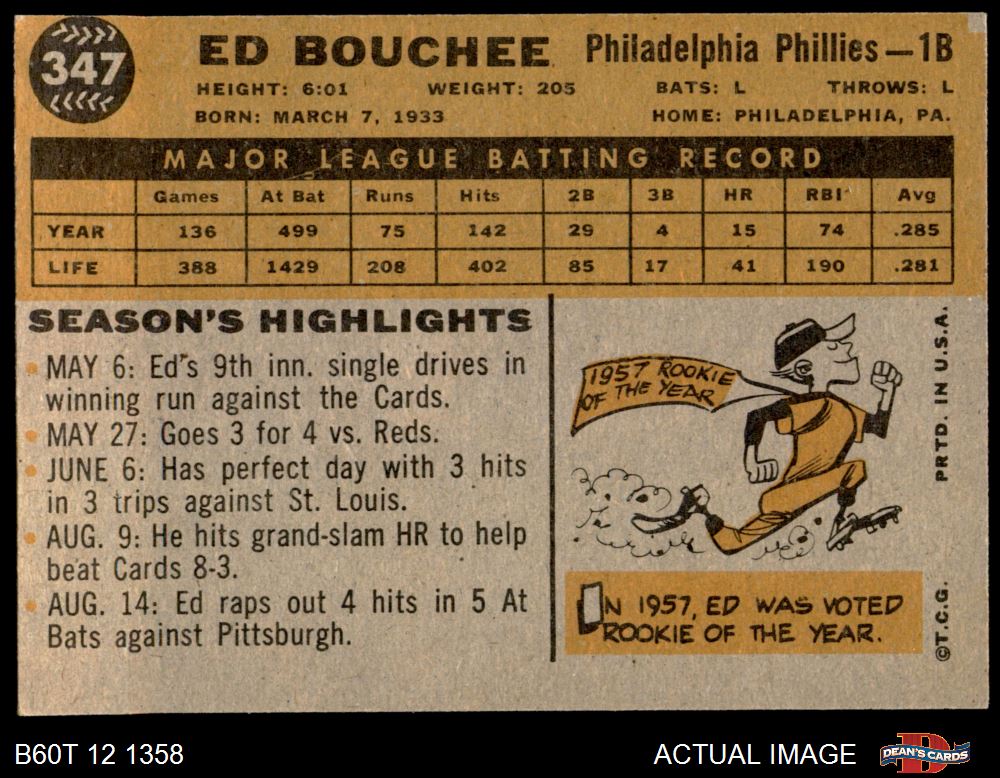 347
ED BOUCHEE Philadelphia Phillies—1B
HEIGHT: 6:01 WEIGHT: 205 BATS: L THROWS: L
BORN: MARCH 7, 1933 HOME: PHILADELPHIA, PA.
MAJOR LEAGUE BATTING RECORD
Games At Bat Runs Hits 2B 3B HR RBI Avg
YEAR 136 499 75 142 29 4 15 74 .285
LIFE 388 1429 208 402 85 17 41 190 .281
SEASON'S HIGHLIGHTS
MAY 6: Ed's 9th inn. single drives in
winning run against the Cards.
MAY 27: Goes 3 for 4 vs. Reds.
JUNE 6: Has perfect day with 3 hits
in 3 trips against St. Louis.
AUG. 9: He hits grand-slam HR to help
beat Cards 8-3.
AUG. 14: Ed raps out 4 hits in 5 At
Bats against Pittsburgh.
1957 ROOKIE
OF THE YEAR
IN 1957, ED WAS VOTED
ROOKIE OF THE YEAR.
PRTD. IN U.S.A.
©T.C.G.
B60T 12 1358
ACTUAL IMAGE
DEAN'S CARDS